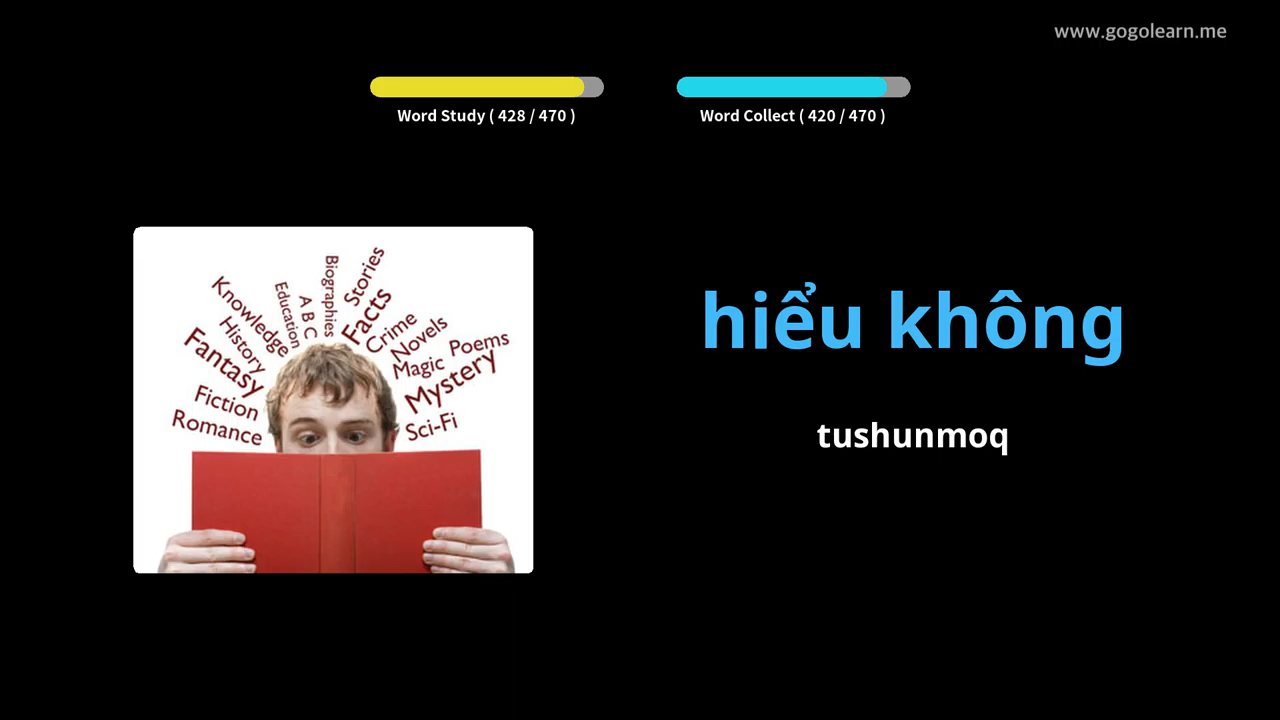 www.gogolearn.me
Word Study ( 428 / 470 )
Word Collect ( 420 / 470 )
Knowledge
History
Fantasy
Fiction
Romance
Education
A B C
Biographies
Stories
Facts
Crime
Novels
Magic
Poems
Mystery
Sci-Fi
hiểu không
tushunmoq